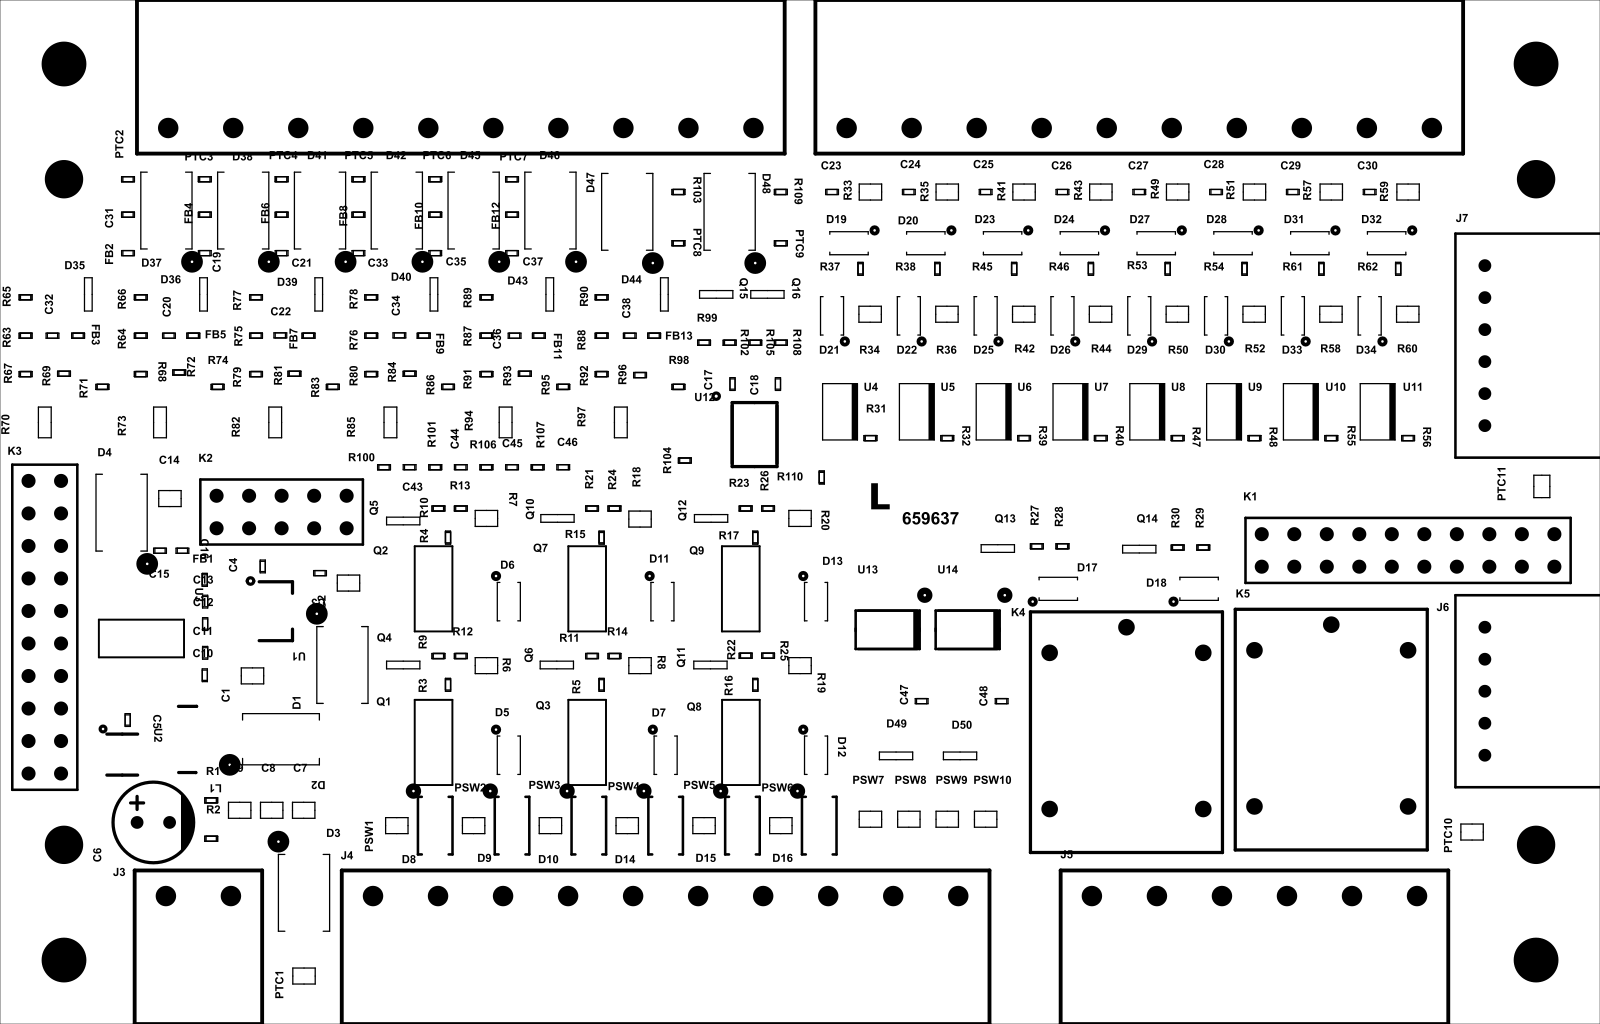 PTC2
PTC3 D38 PTC4 D41 PTC5 D42 PTC6 D45 PTC7 D46
C23 C24 C25 C26 C27 C28 C29 C30
D47 R103 D48 R109 R33 R35 R41 R43 R49 R51 R57 R59
C31 FB4 FB6 FB8 FB10 FB12
D19 D20 D23 D24 D27 D28 D31 D32 J7
FB2 PTC8 PTC9
D35 D37 C19 C21 C33 C35 C37
R37 R38 R45 R46 R53 R54 R61 R62
D36 D39 D40 D43 D44
R65 C32 R66 C20 R77 C22 R78 C34 R89 R90 C38 Q15 Q16
R99
R63 FB3 R64 FB5 R75 FB7 R76 FB9 R87 C36 FB11 R88 FB13 R102 R105 R108
D21 R34 D22 R36 D25 R42 D26 R44 D29 R50 D30 R52 D33 R58 D34 R60
R67 R69 R71 R68 R72 R74 R79 R81 R83 R80 R84 R86 R91 R93 R95 R92 R96 R98 C17 C18
U12 U4 U5 U6 U7 U8 U9 U10 U11
R31
R70 R73 R82 R85 R101 C44 R94 R106 C45 R107 C46 R97
R32 R39 R40 R47 R48 R55 R56
K3 D4 C14 K2 R100 R104
C43 R13 R21 R24 R18 R23 R26 R110
PTC11
Q5 R10 R7 Q10 Q12 R20
L
659637
Q13 R27 R28 Q14 R30 R29 K1
R4 R15 R17
C16 FB1 C4 Q2 Q7 Q9
C15 C13 D6 D11 D13 U13 U14 D17 D18
C12 K4 K5 J6
C11 Q4 R9 R12 R11 R14
C10 U1 Q6 Q11 R22 R25
R6 R8
C1 D1 Q1 R3 R5 R16 R19
Q3 Q8 C47 C48
C5 U2 D5 D7 D12 D49 D50
R1 C8 C7
L1 D2 PSW2 PSW3 PSW4 PSW5 PSW6 PSW7 PSW8 PSW9 PSW10
R2
D3 PSW1 PTC10
C6 J4 D8 D9 D10 D14 D15 D16 J5
J3
PTC1